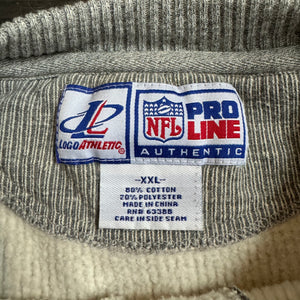 LOGO ATHLETIC™
NFL
PRO
LINE
AUTHENTIC
-XXL-
80% COTTON
20% POLYESTER
MADE IN CHINA
RN# 63388
CARE IN SIDE SEAM